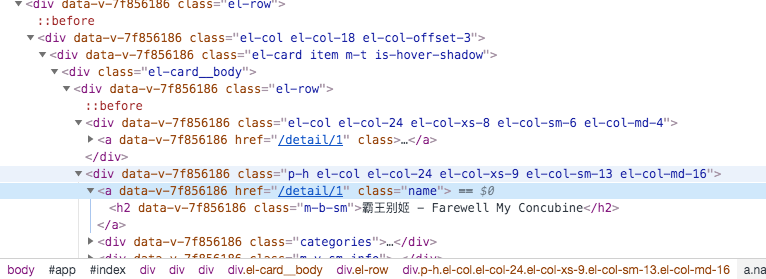 ▼<div data-v-7f856186 class="el-row">
::before
▼<div data-v-7f856186 class="el-col el-col-18 el-col-offset-3">
▼<div data-v-7f856186 class="el-card item m-t is-hover-shadow">
▼<div class="el-card__body">
▼<div data-v-7f856186 class="el-row">
::before
▼<div data-v-7f856186 class="el-col el-col-24 el-col-xs-8 el-col-sm-6 el-col-md-4">
▶<a data-v-7f856186 href="/detail/1" class>…</a>
</div>
▼<div data-v-7f856186 class="p-h el-col el-col-24 el-col-xs-9 el-col-sm-13 el-col-md-16">
▼<a data-v-7f856186 href="/detail/1" class="name"> == $0
<h2 data-v-7f856186 class="m-b-sm">霸王别姬 - Farewell My Concubine</h2>
</a>
▶<div data-v-7f856186 class="categories">…</div>
▶<div data-v-7f856186 class="m-v-sm info">…</div>
body #app #index div div div div.el-card__body div.el-row div.p-h.el-col.el-col-24.el-col-xs-9.el-col-sm-13.el-col-md-16 a.na